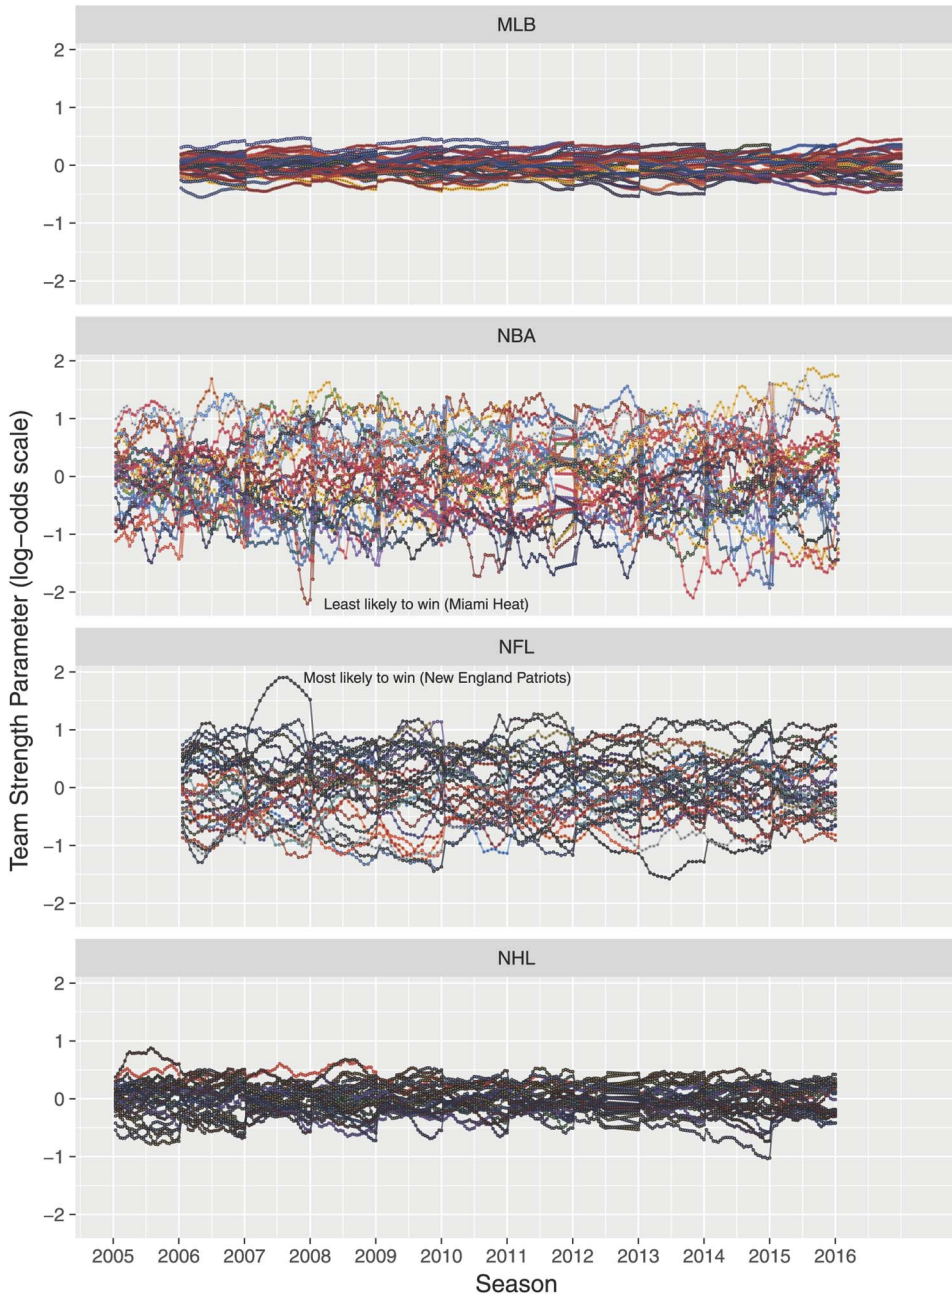 Team Strength Parameter (log−odds scale)
MLB
2
1
0
−1
−2
NBA
2
1
0
−1
−2
Least likely to win (Miami Heat)
NFL
Most likely to win (New England Patriots)
2
1
0
−1
−2
NHL
2
1
0
−1
−2
2005 2006 2007 2008 2009 2010 2011 2012 2013 2014 2015 2016
Season